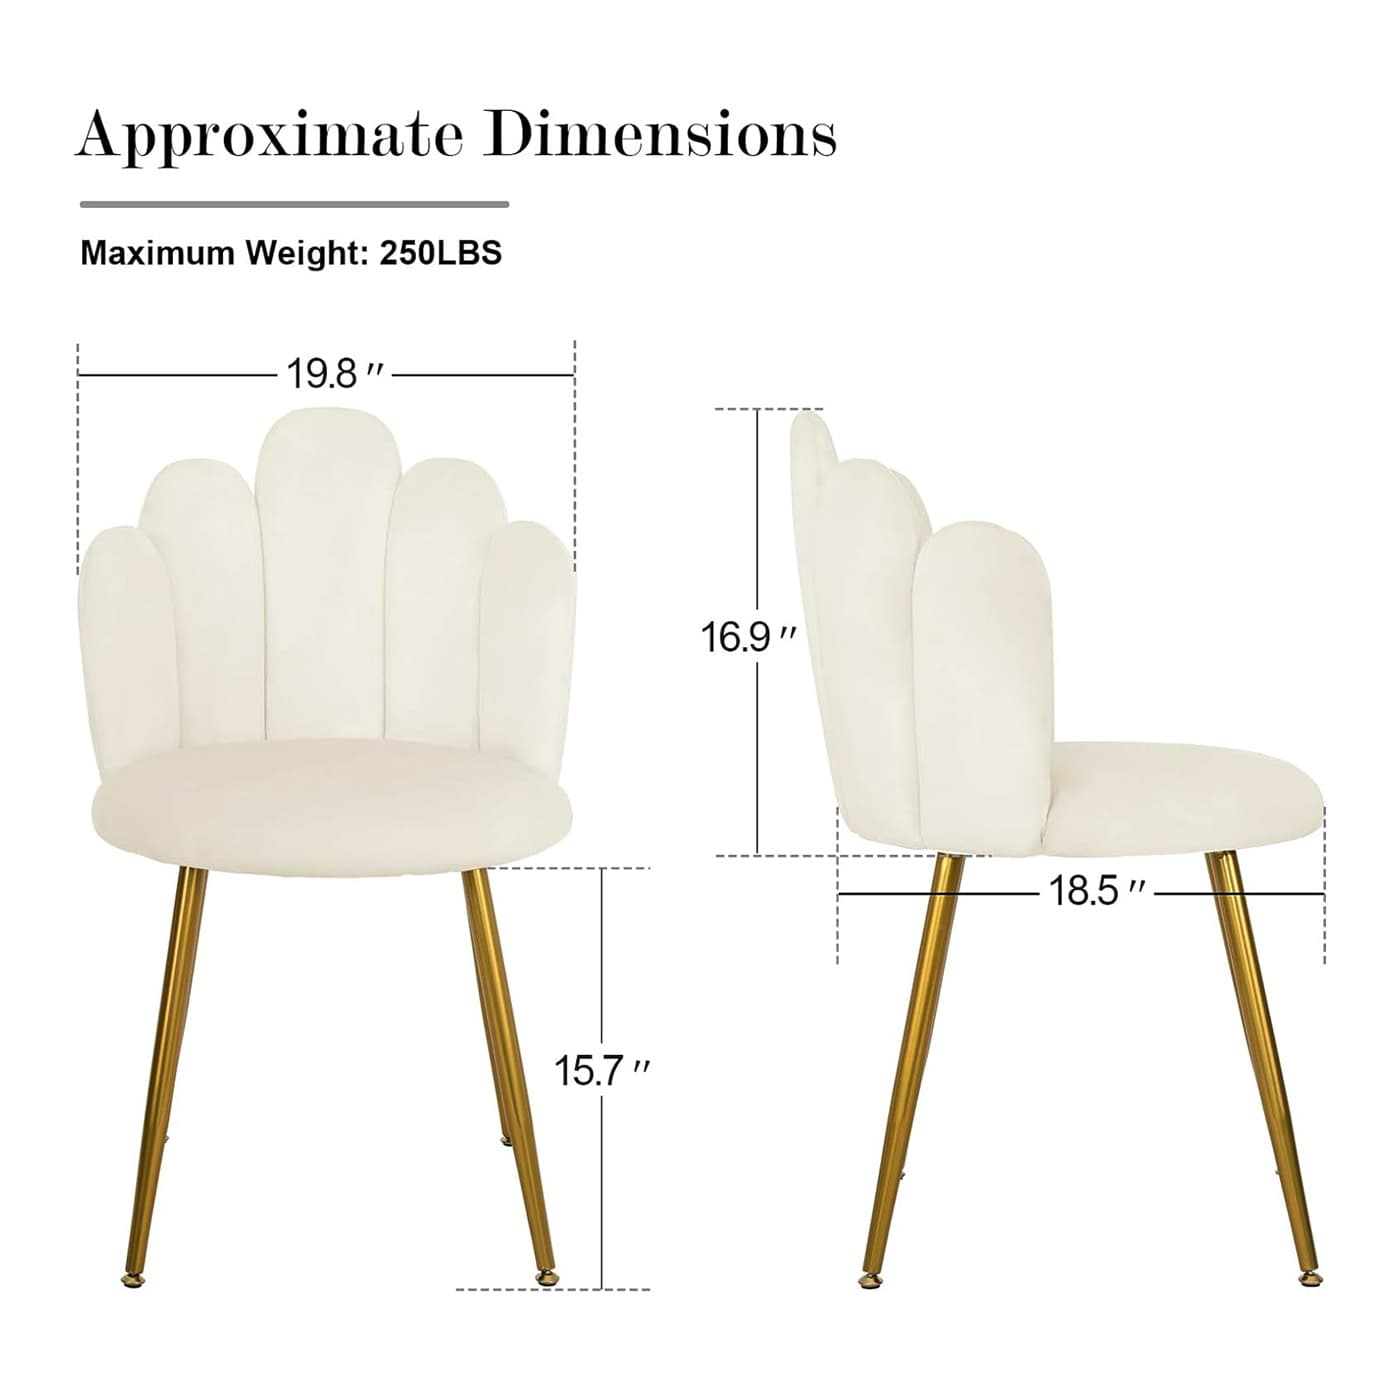 Approximate Dimensions
Maximum Weight: 250LBS
19.8″
16.9″
18.5″
15.7″